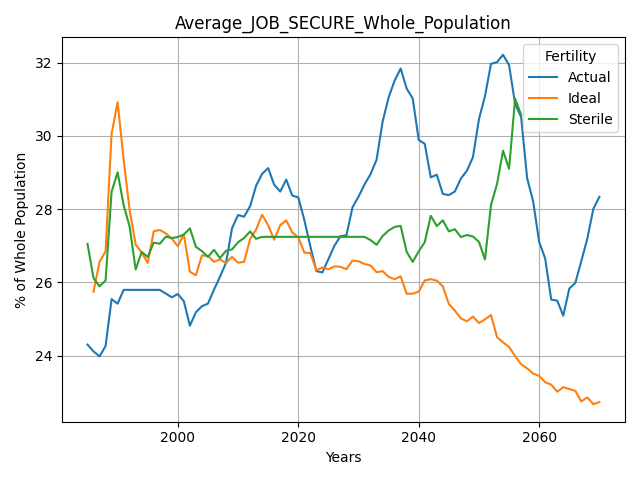 Average_JOB_SECURE_Whole_Population
% of Whole Population
32
30
28
26
24
Fertility
Actual
Ideal
Sterile
2000
2020
2040
2060
Years